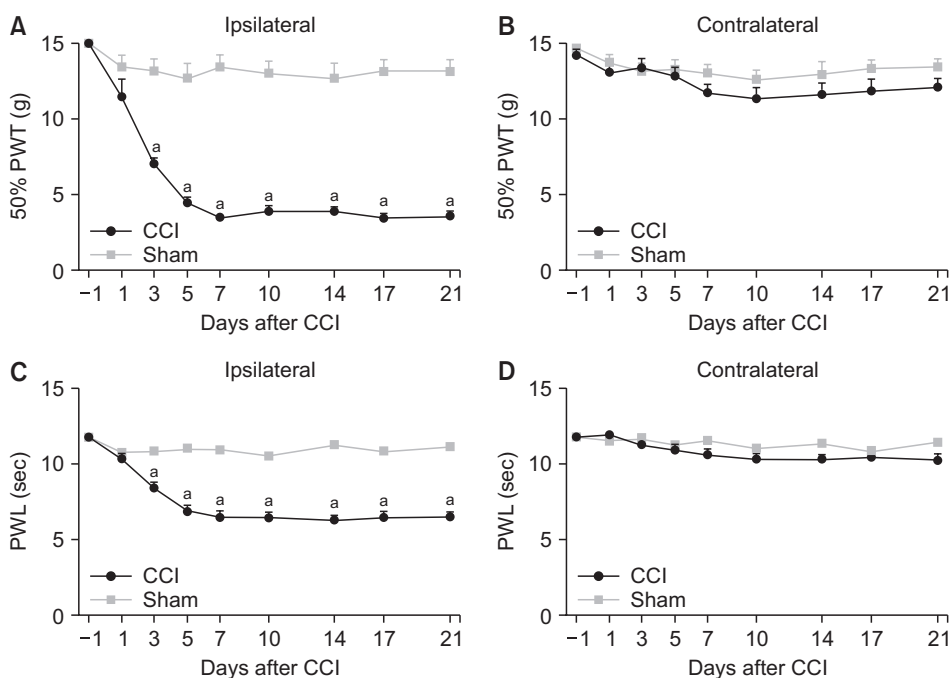 A
Ipsilateral
50% PWT (g)
15
10
5
0
a
a
a
a
a
a
a
CCI
Sham
−1 1 3 5 7 10 14 17 21
Days after CCI
B
Contralateral
50% PWT (g)
15
10
5
0
CCI
Sham
−1 1 3 5 7 10 14 17 21
Days after CCI
C
Ipsilateral
PWL (sec)
15
10
5
0
a
a
a
a
a
a
a
CCI
Sham
−1 1 3 5 7 10 14 17 21
Days after CCI
D
Contralateral
PWL (sec)
15
10
5
0
CCI
Sham
−1 1 3 5 7 10 14 17 21
Days after CCI